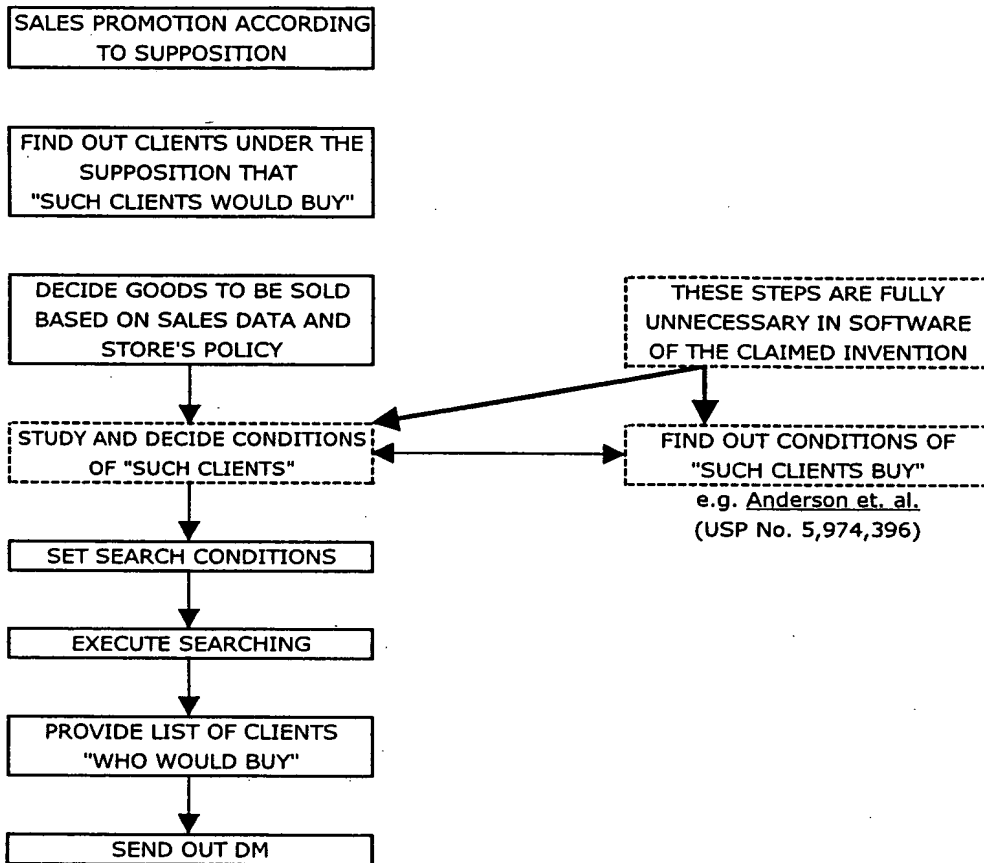 SALES PROMOTION ACCORDING
TO SUPPOSITION
FIND OUT CLIENTS UNDER THE
SUPPOSITION THAT
"SUCH CLIENTS WOULD BUY"
DECIDE GOODS TO BE SOLD
BASED ON SALES DATA AND
STORE'S POLICY
THESE STEPS ARE FULLY
UNNECESSARY IN SOFTWARE
OF THE CLAIMED INVENTION
STUDY AND DECIDE CONDITIONS
OF "SUCH CLIENTS"
FIND OUT CONDITIONS OF
"SUCH CLIENTS BUY"
e.g. Anderson et. al.
(USP No. 5,974,396)
SET SEARCH CONDITIONS
EXECUTE SEARCHING
PROVIDE LIST OF CLIENTS
"WHO WOULD BUY"
SEND OUT DM